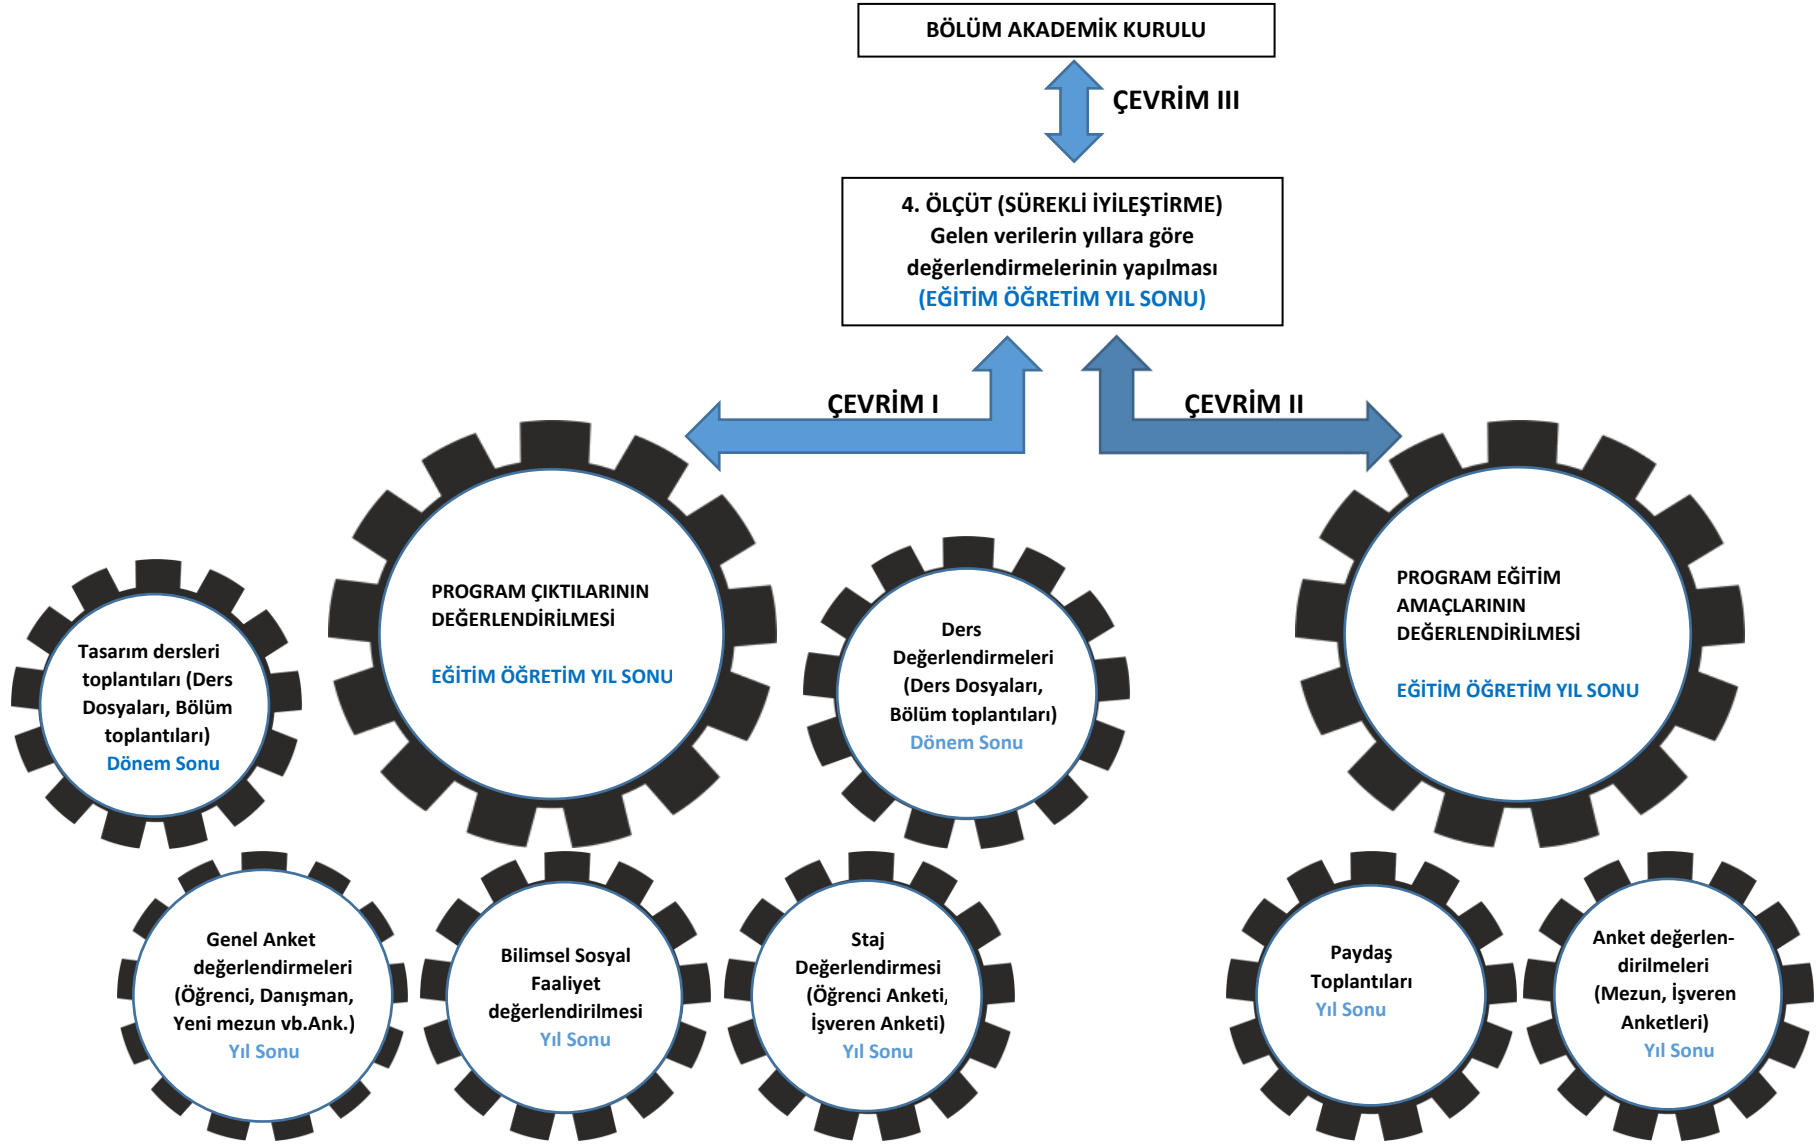 BÖLÜM AKADEMİK KURULU
ÇEVRİM III
4. ÖLÇÜT (SÜREKLİ İYİLEŞTİRME)
Gelen verilerin yıllara göre
değerlendirmelerinin yapılması
(EĞİTİM ÖĞRETİM YIL SONU)
ÇEVRİM I
ÇEVRİM II
PROGRAM ÇIKTILARININ
DEĞERLENDİRİLMESİ
EĞİTİM ÖĞRETİM YIL SONU
PROGRAM EĞİTİM
AMAÇLARININ
DEĞERLENDİRİLMESİ
EĞİTİM ÖĞRETİM YIL SONU
Tasarım dersleri
toplantıları (Ders
Dosyaları, Bölüm
toplantıları)
Dönem Sonu
Ders
Değerlendirmeleri
(Ders Dosyaları,
Bölüm toplantıları)
Dönem Sonu
Genel Anket
değerlendirmeleri
(Öğrenci, Danışman,
Yeni mezun vb.Ank.)
Yıl Sonu
Bilimsel Sosyal
Faaliyet
değerlendirilmesi
Yıl Sonu
Staj
Değerlendirmesi
(Öğrenci Anketi,
İşveren Anketi)
Yıl Sonu
Paydaş
Toplantıları
Yıl Sonu
Anket değerlen-
dirilmeleri
(Mezun, İşveren
Anketleri)
Yıl Sonu